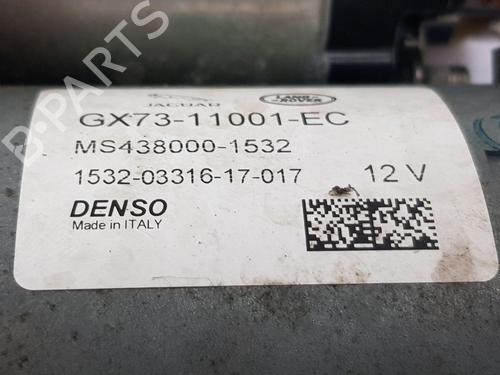 JAGUAR LAND ROVER
GX73-11001-EC
MS438000-1532
1532-03316-17-017 12 V
DENSO
Made in ITALY
B-PARTS